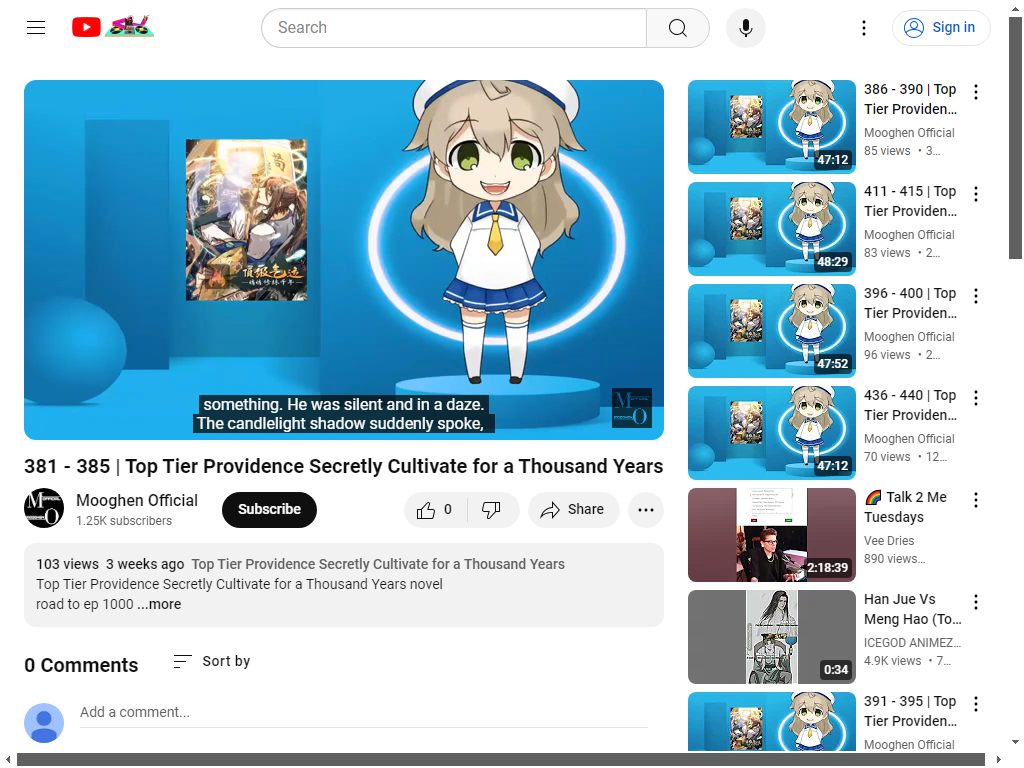 Search
Sign in
頂級氣运
something. He was silent and in a daze.
The candlelight shadow suddenly spoke,
381 - 385 | Top Tier Providence Secretly Cultivate for a Thousand Years
Mooghen Official
1.25K subscribers
Subscribe
0
Share
103 views 3 weeks ago Top Tier Providence Secretly Cultivate for a Thousand Years
Top Tier Providence Secretly Cultivate for a Thousand Years novel
road to ep 1000 ...more
0 Comments
Sort by
Add a comment...
386 - 390 | Top
Tier Providen...
Mooghen Official
85 views • 3...
47:12
411 - 415 | Top
Tier Providen...
Mooghen Official
83 views • 2...
48:29
396 - 400 | Top
Tier Providen...
Mooghen Official
96 views • 2...
47:52
436 - 440 | Top
Tier Providen...
Mooghen Official
70 views • 12...
47:12
🌈 Talk 2 Me
Tuesdays
Vee Dries
890 views...
2:18:39
Han Jue Vs
Meng Hao (To...
ICEGOD ANIMEZ...
4.9K views • 7...
0:34
391 - 395 | Top
Tier Providen...
Mooghen Official